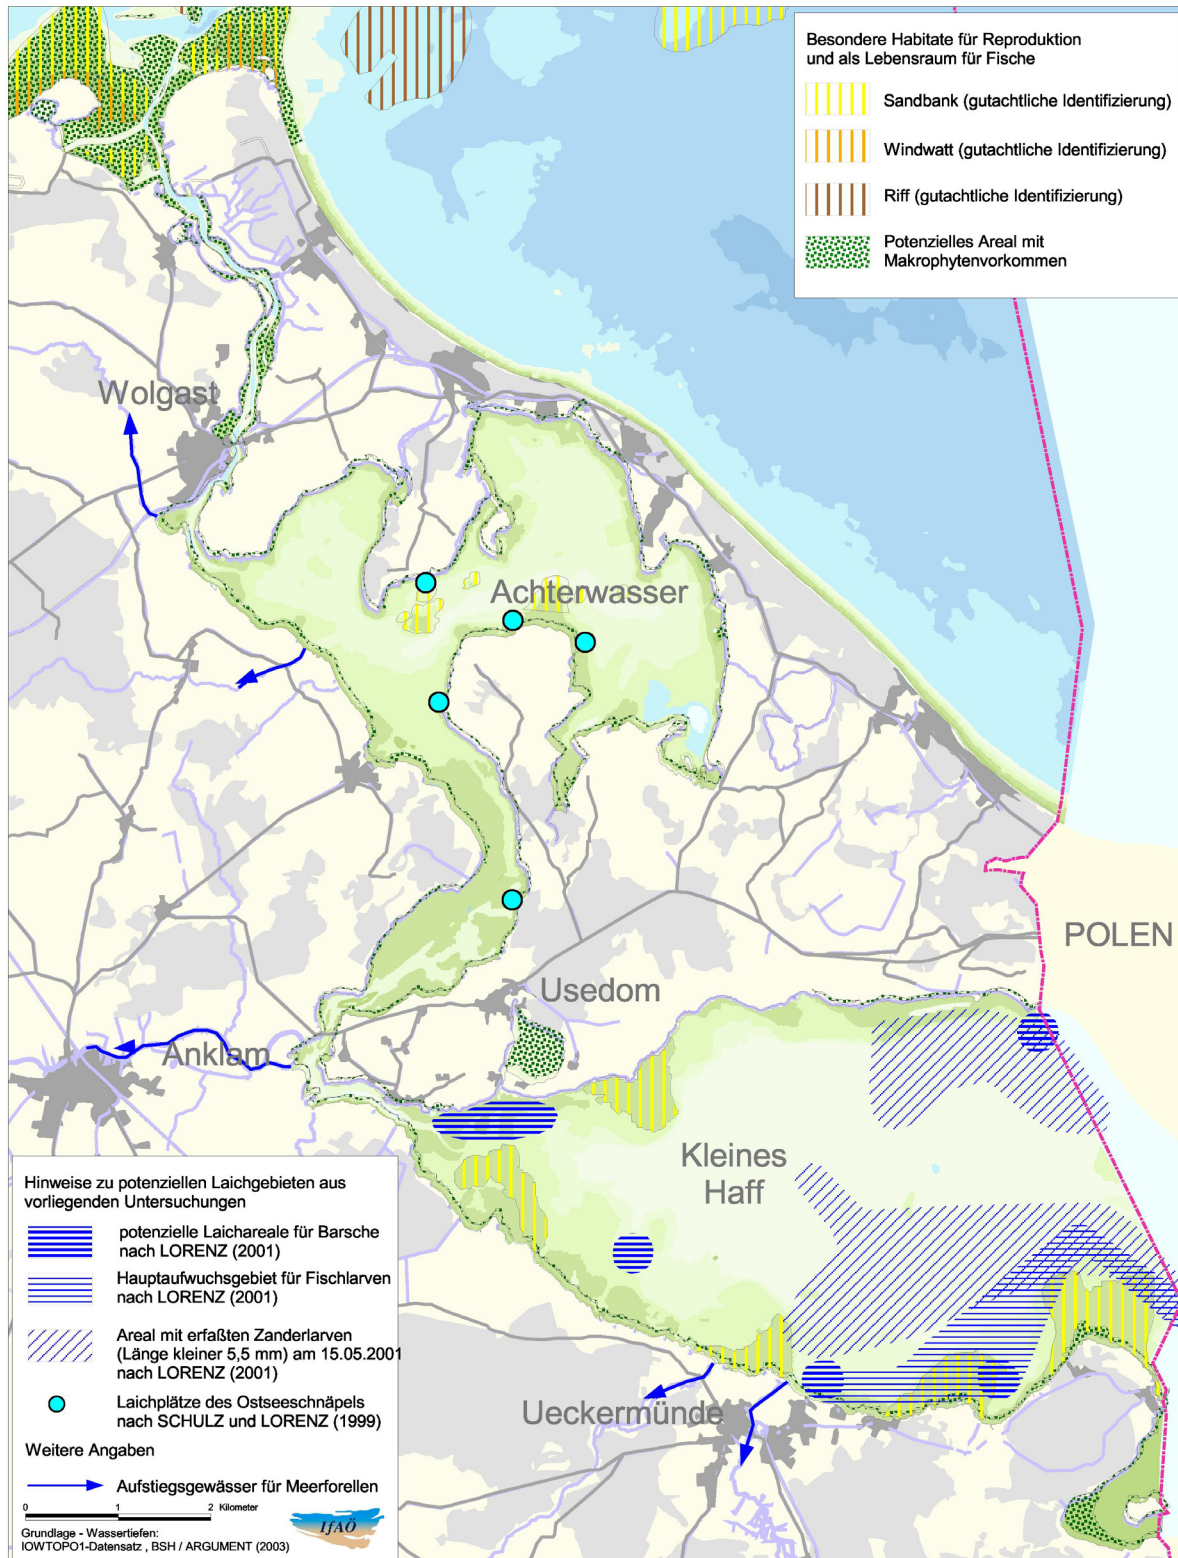 Besondere Habitate für Reproduktion
und als Lebensraum für Fische
Sandbank (gutachtliche Identifizierung)
Windwatt (gutachtliche Identifizierung)
Riff (gutachtliche Identifizierung)
Potenzielles Areal mit
Makrophytenvorkommen
Wolgast
Achterwasser
POLEN
Usedom
Anklam
Kleines
Haff
Ueckermünde
Hinweise zu potenziellen Laichgebieten aus
vorliegenden Untersuchungen
potenzielle Laichareale für Barsche
nach LORENZ (2001)
Hauptaufwuchsgebiet für Fischlarven
nach LORENZ (2001)
Areal mit erfaßten Zanderlarven
(Länge kleiner 5,5 mm) am 15.05.2001
nach LORENZ (2001)
Laichplätze des Ostseeschnäpels
nach SCHULZ und LORENZ (1999)
Weitere Angaben
Aufstiegsgewässer für Meerforellen
0 1 2 Kilometer
IfAÖ
Grundlage - Wassertiefen:
IOWTOPO1-Datensatz , BSH / ARGUMENT (2003)